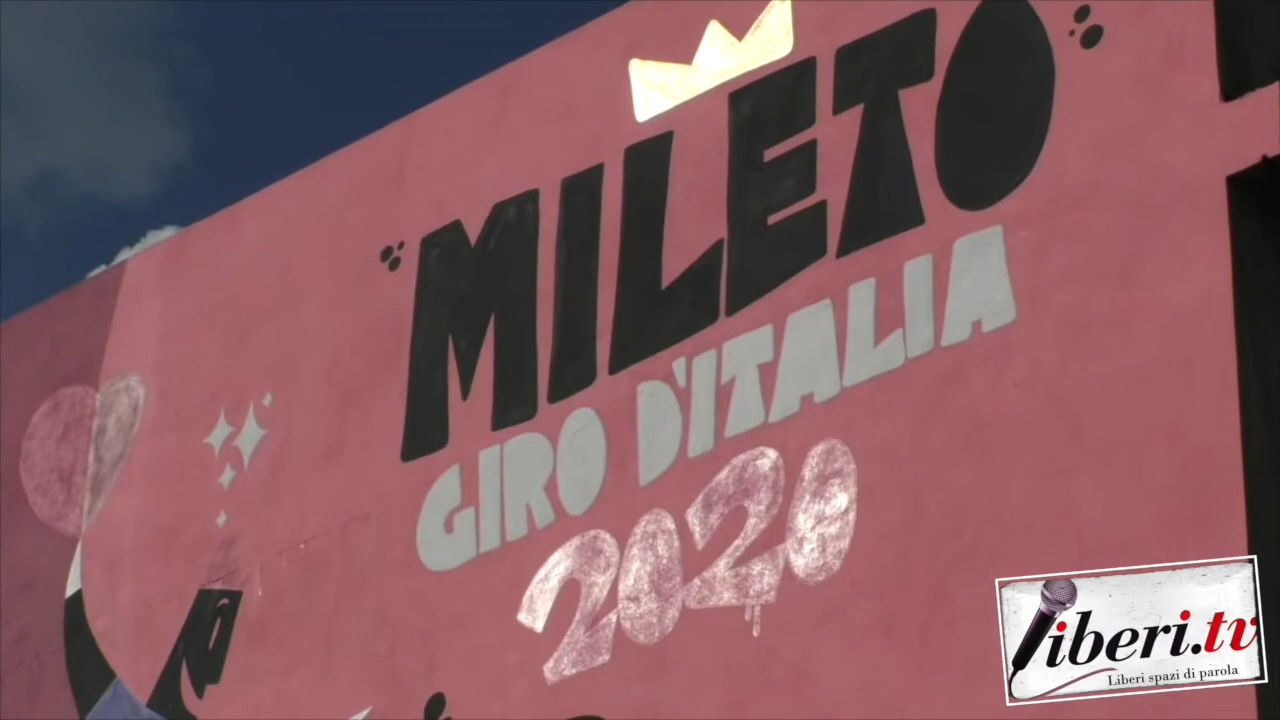 MILETO
GIRO D'ITALIA
2020
liberi.tv
Liberi spazi di parola